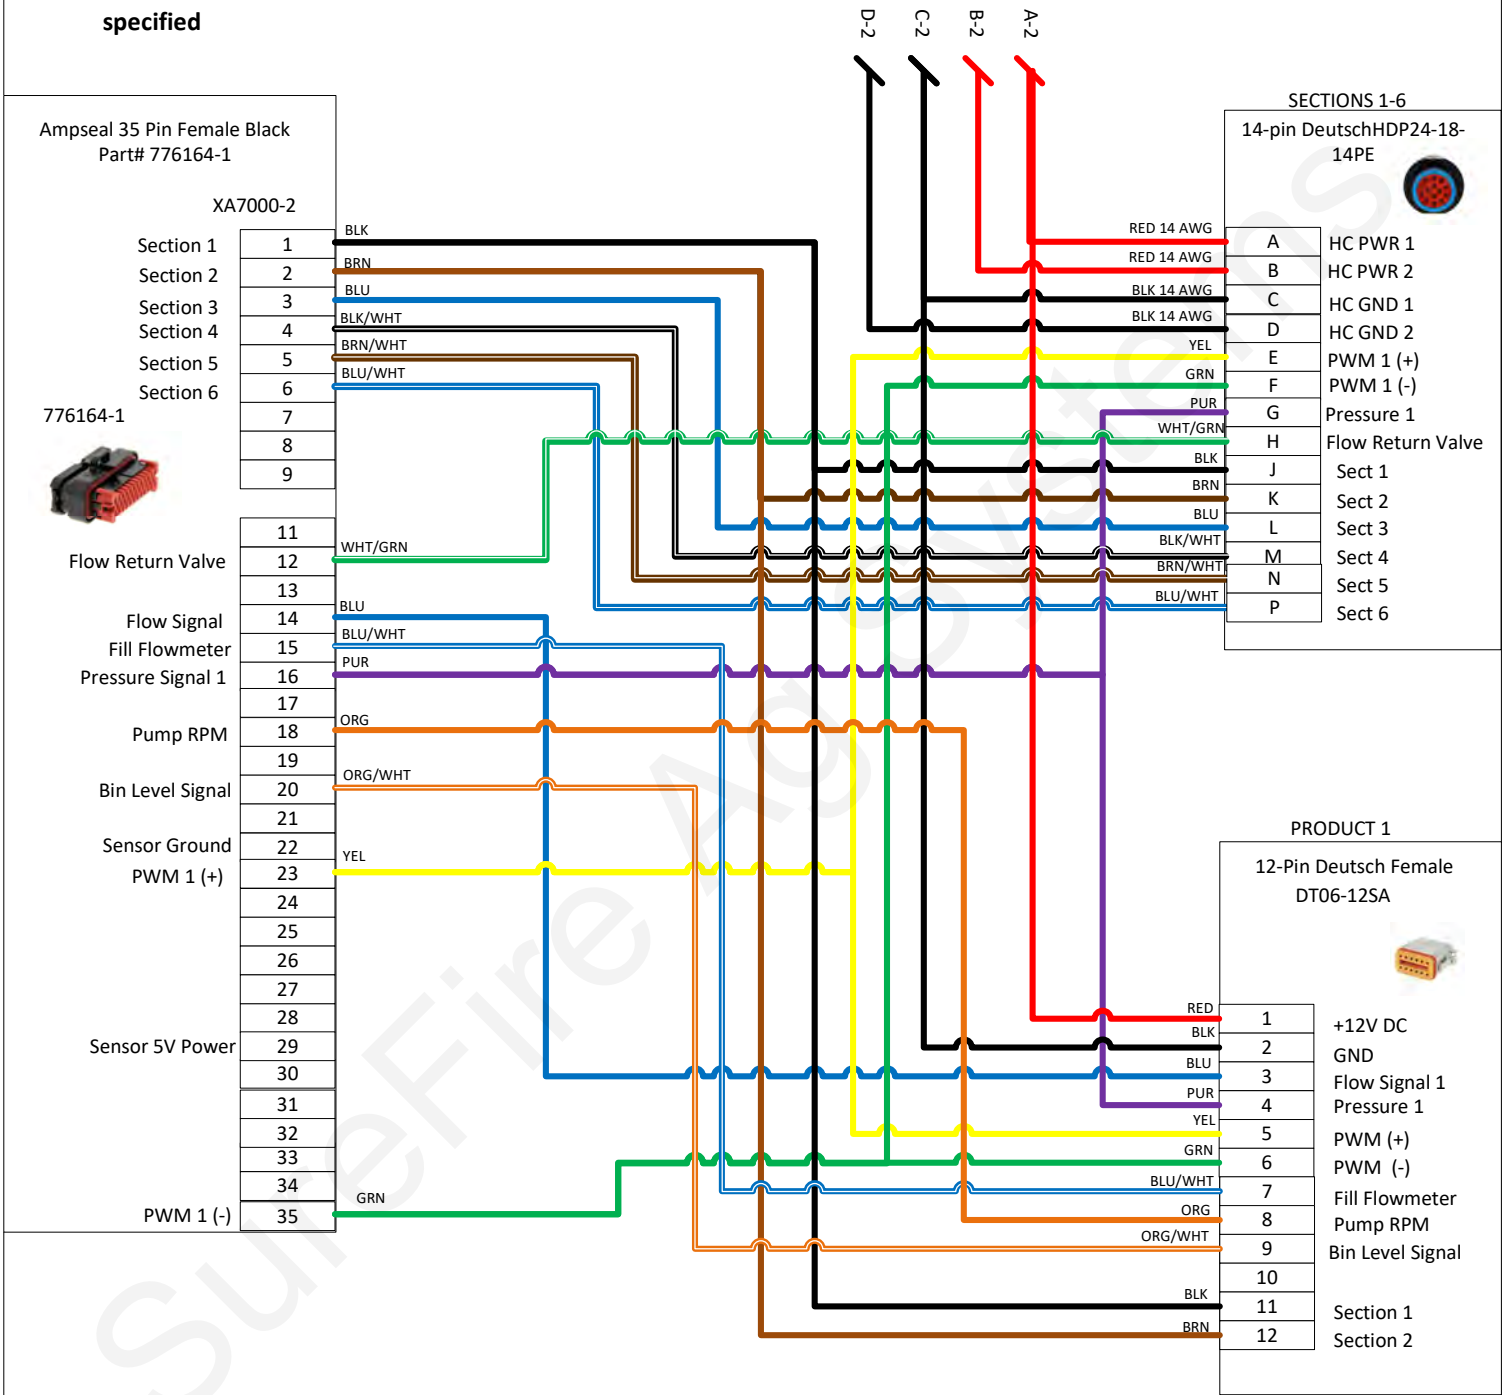 specified
D-2
C-2
B-2
A-2
Ampseal 35 Pin Female Black
Part# 776164-1
XA7000-2
Section 1 1 BLK
Section 2 2 BRN
Section 3 3 BLU
Section 4 4 BLK/WHT
Section 5 5 BRN/WHT
Section 6 6 BLU/WHT
776164-1
7
8
9
11
Flow Return Valve 12 WHT/GRN
13
Flow Signal 14 BLU
Fill Flowmeter 15 BLU/WHT
Pressure Signal 1 16 PUR
17
Pump RPM 18 ORG
19
Bin Level Signal 20 ORG/WHT
21
Sensor Ground 22
PWM 1 (+) 23 YEL
24
25
26
27
28
Sensor 5V Power 29
30
31
32
33
34
PWM 1 (-) 35 GRN
SECTIONS 1-6
14-pin DeutschHDP24-18-
14PE
RED 14 AWG A HC PWR 1
RED 14 AWG B HC PWR 2
BLK 14 AWG C HC GND 1
BLK 14 AWG D HC GND 2
YEL E PWM 1 (+)
GRN F PWM 1 (-)
PUR G Pressure 1
WHT/GRN H Flow Return Valve
BLK J Sect 1
BRN K Sect 2
BLU L Sect 3
BLK/WHT M Sect 4
BRN/WHT N Sect 5
BLU/WHT P Sect 6
PRODUCT 1
12-Pin Deutsch Female
DT06-12SA
RED 1 +12V DC
BLK 2 GND
BLU 3 Flow Signal 1
PUR 4 Pressure 1
YEL 5 PWM (+)
GRN 6 PWM (-)
BLU/WHT 7 Fill Flowmeter
ORG 8 Pump RPM
ORG/WHT 9 Bin Level Signal
10
BLK 11 Section 1
BRN 12 Section 2
SureFire Ag Systems